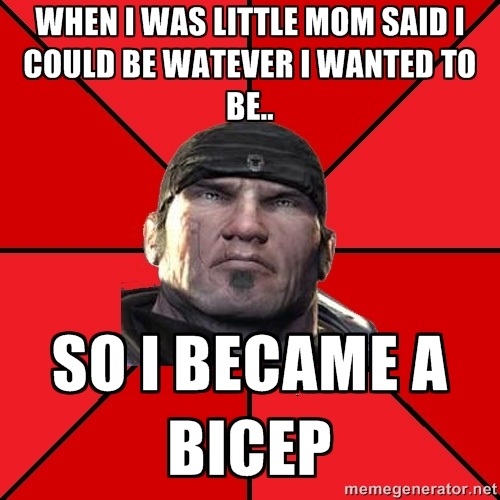 WHEN I WAS LITTLE MOM SAID I
COULD BE WATEVER I WANTED TO
BE..
SO I BECAME A
BICEP
memegenerator.net